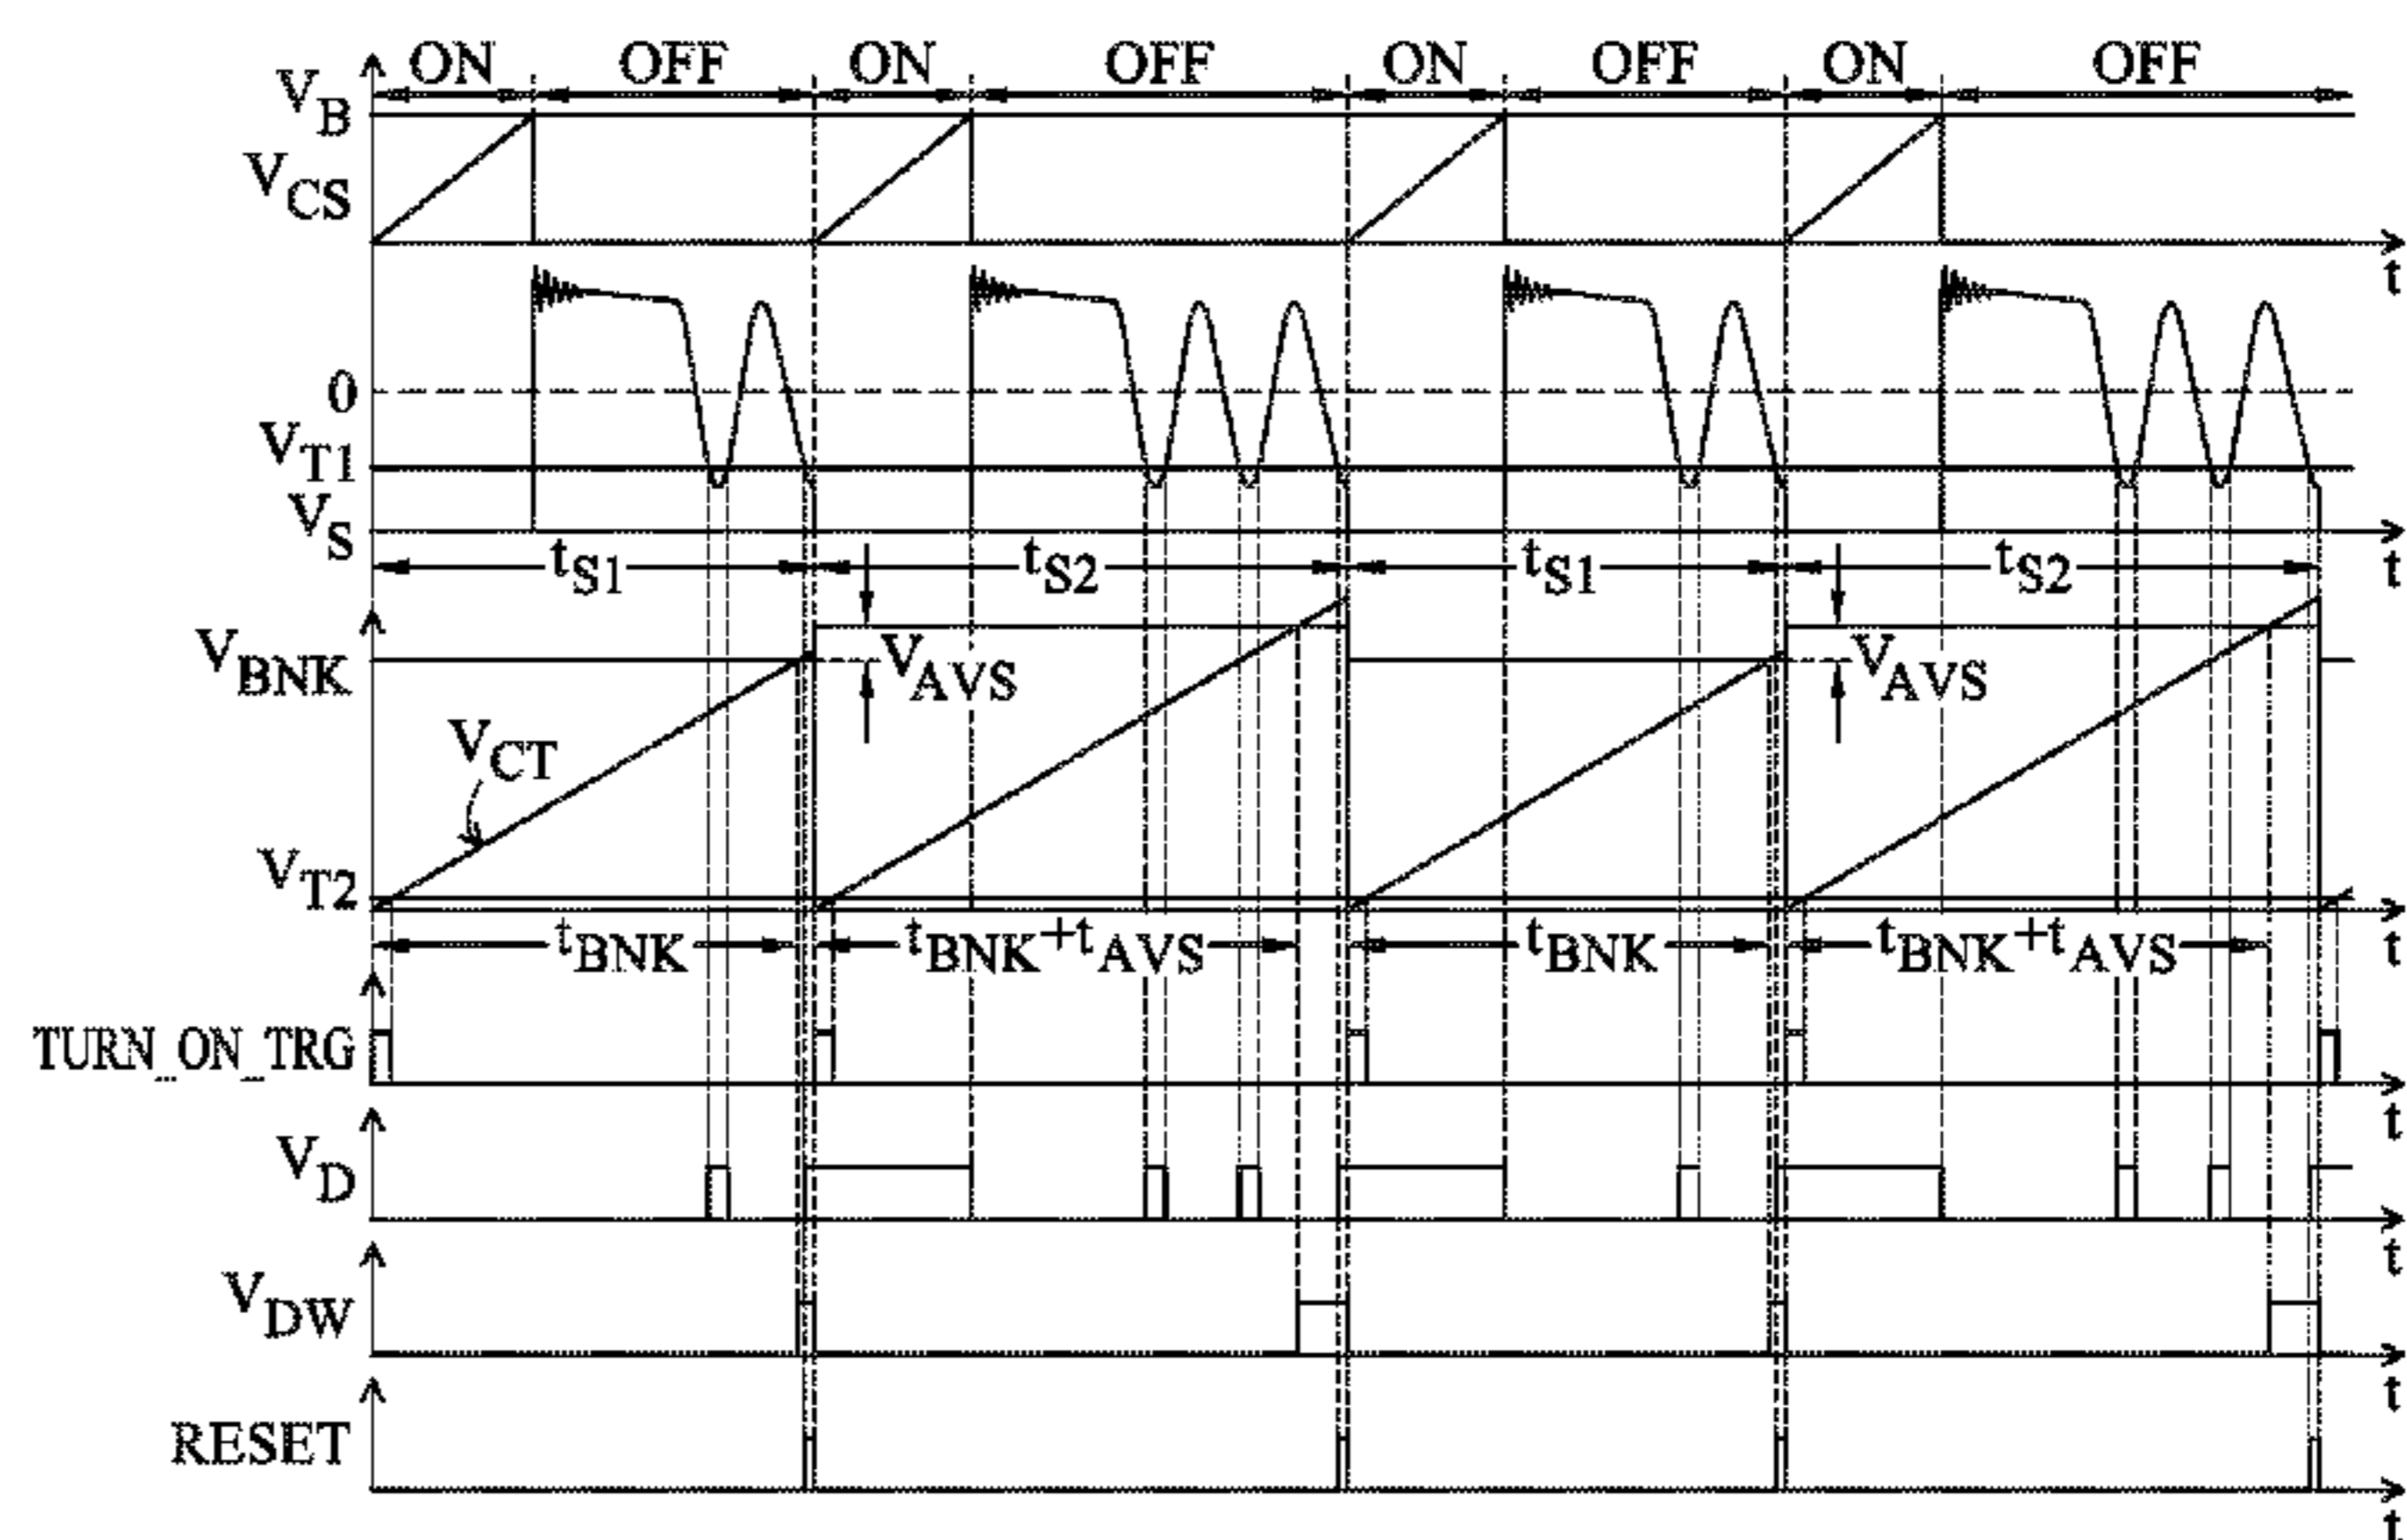 ON OFF ON OFF ON OFF ON OFF
VB
VCS
t
0
VT1
VS
t
tS1 tS2 tS1 tS2
VBNK
VAVS VAVS
VCT
VT2
t
tBNK tBNK+tAVS tBNK tBNK+tAVS
TURN_ON_TRG
t
VD
t
VDW
t
RESET
t